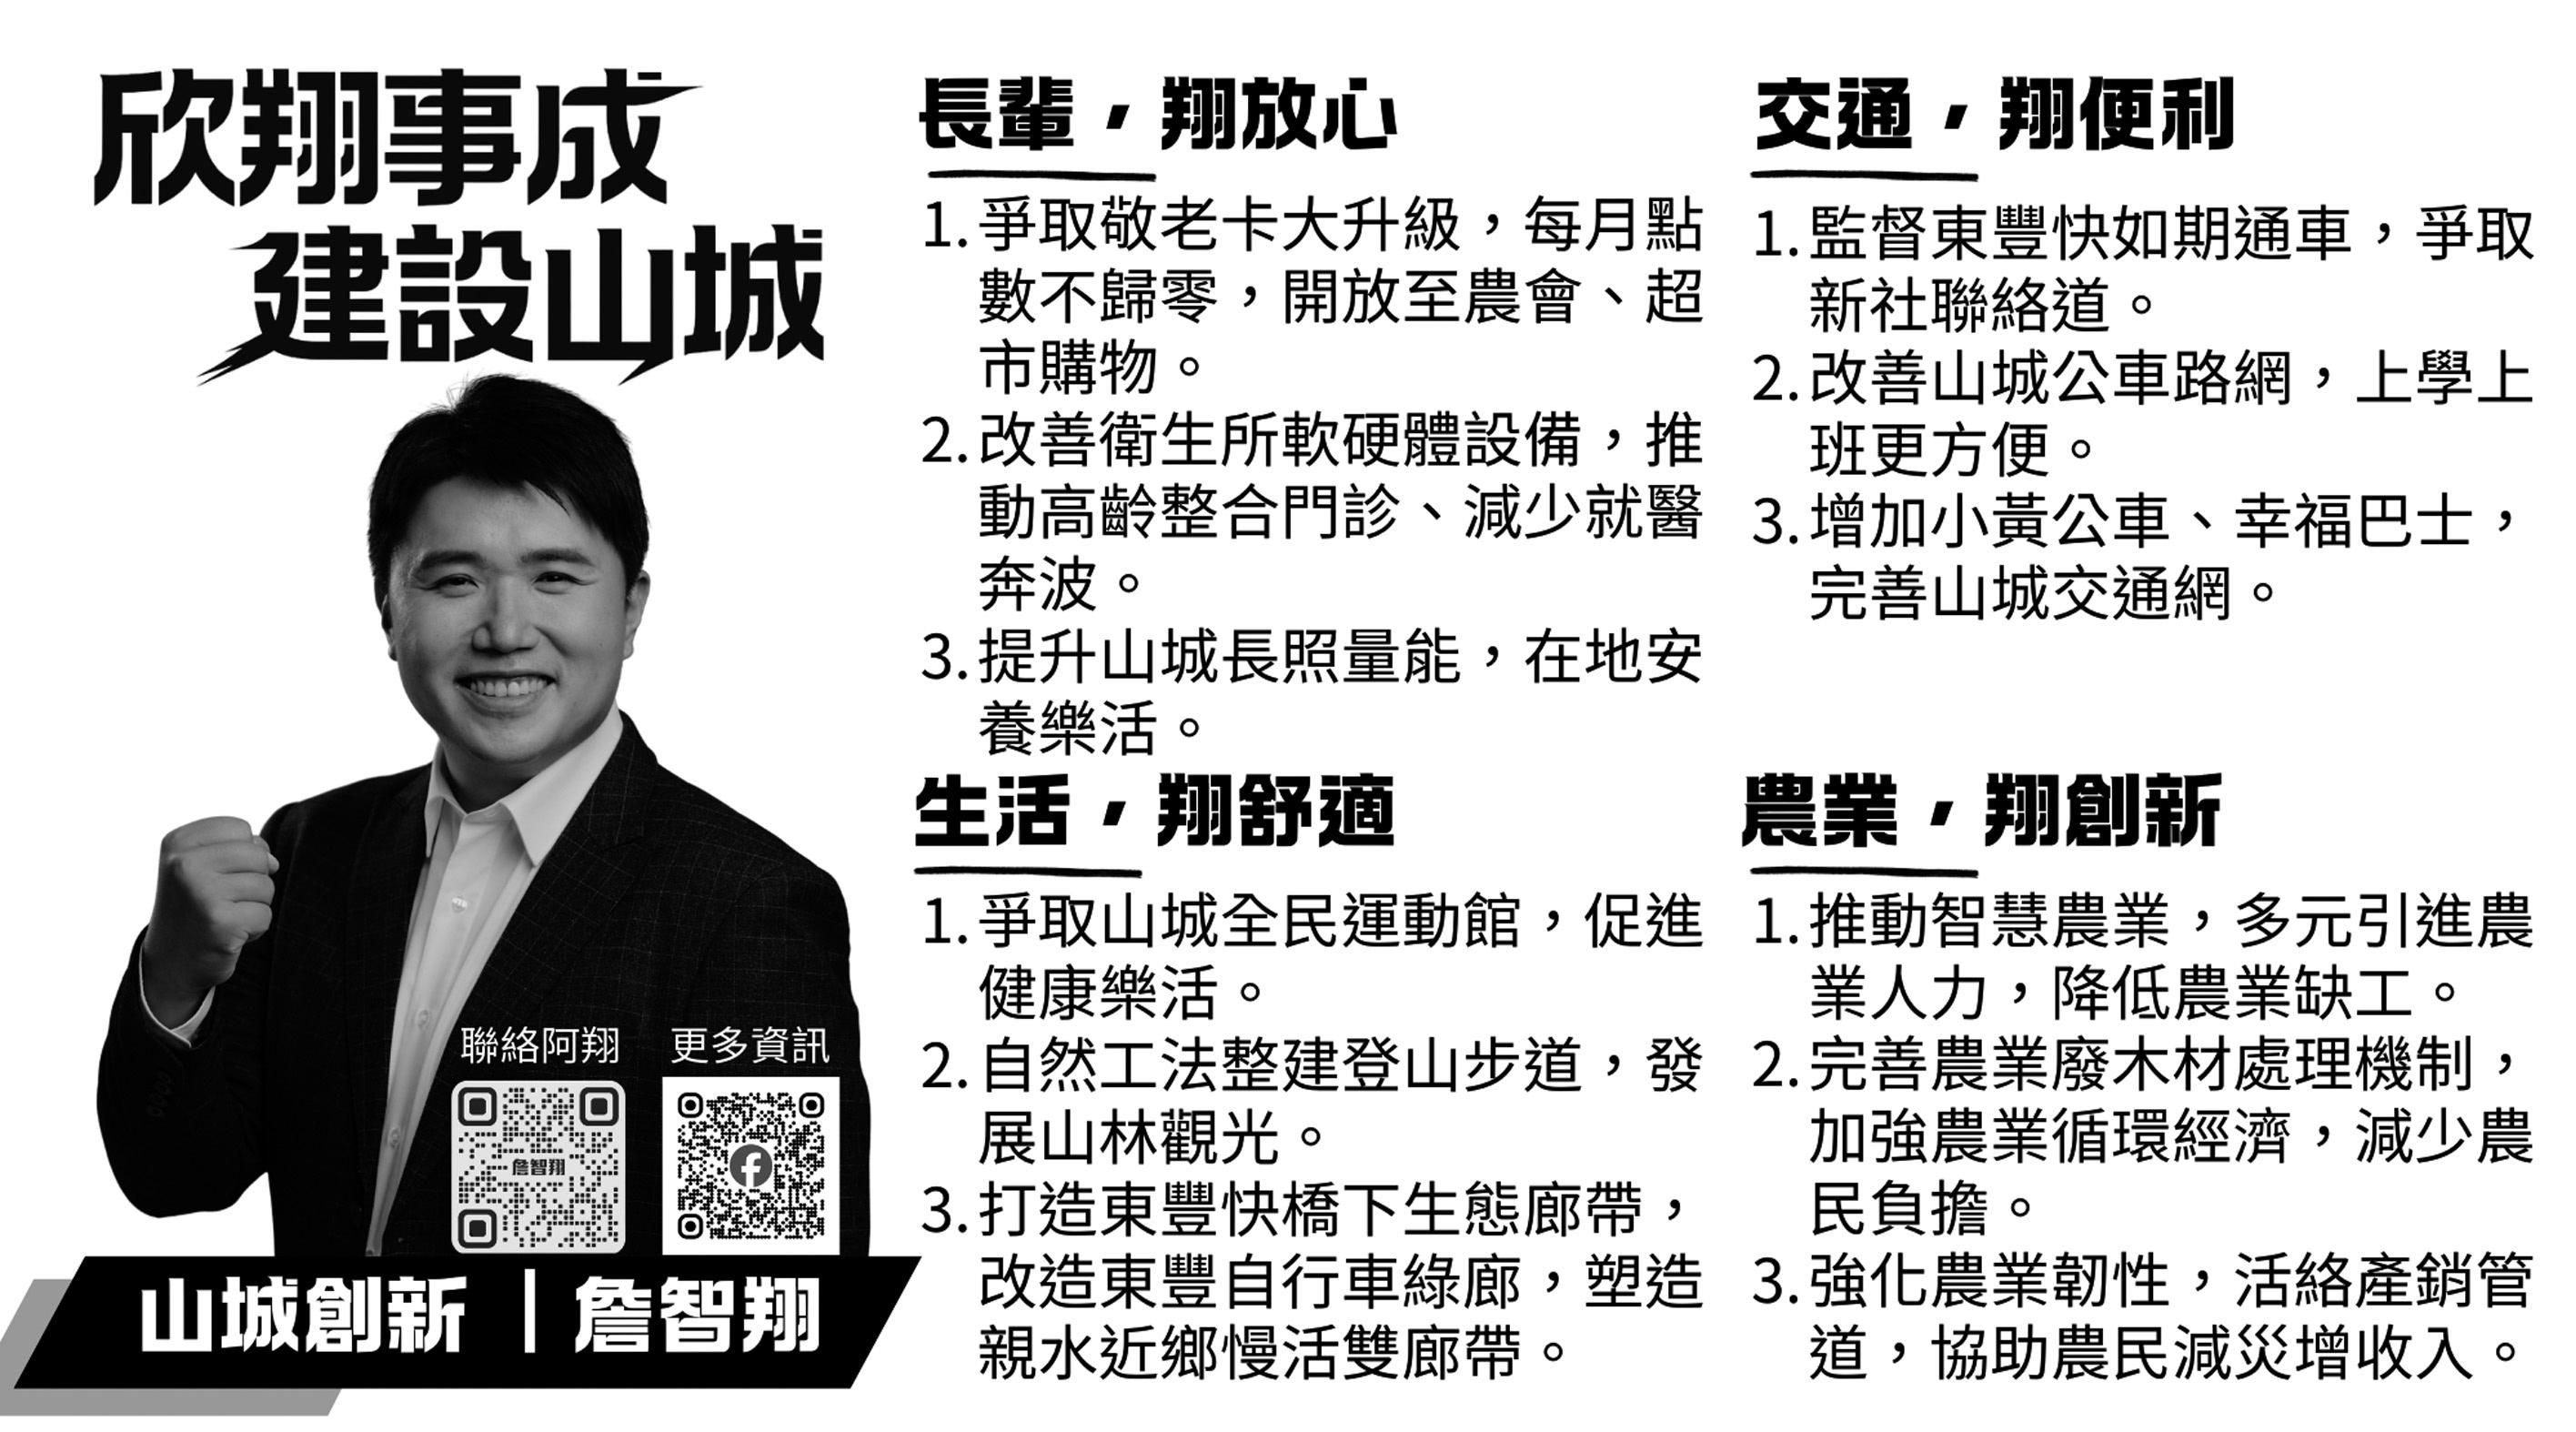 欣翔事成
建設山城
聯絡阿翔
更多資訊
詹智翔
山城創新｜詹智翔
長輩，翔放心
1.爭取敬老卡大升級，每月點
數不歸零，開放至農會、超
市購物。
2.改善衛生所軟硬體設備，推
動高齡整合門診、減少就醫
奔波。
3.提升山城長照量能，在地安
養樂活。
生活，翔舒適
1.爭取山城全民運動館，促進
健康樂活。
2.自然工法整建登山步道，發
展山林觀光。
3.打造東豐快橋下生態廊帶，
改造東豐自行車綠廊，塑造
親水近鄉慢活雙廊帶。
交通，翔便利
1.監督東豐快如期通車，爭取
新社聯絡道。
2.改善山城公車路網，上學上
班更方便。
3.增加小黃公車、幸福巴士，
完善山城交通網。
農業，翔創新
1.推動智慧農業，多元引進農
業人力，降低農業缺工。
2.完善農業廢木材處理機制，
加強農業循環經濟，減少農
民負擔。
3.強化農業韌性，活絡產銷管
道，協助農民減災增收入。